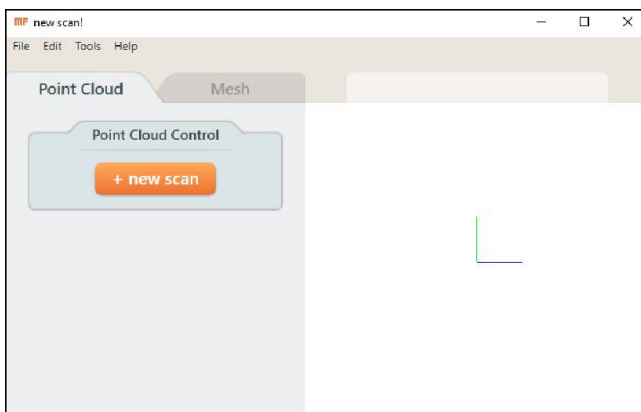 MF new scan!
File Edit Tools Help
Point Cloud Mesh
Point Cloud Control
+ new scan